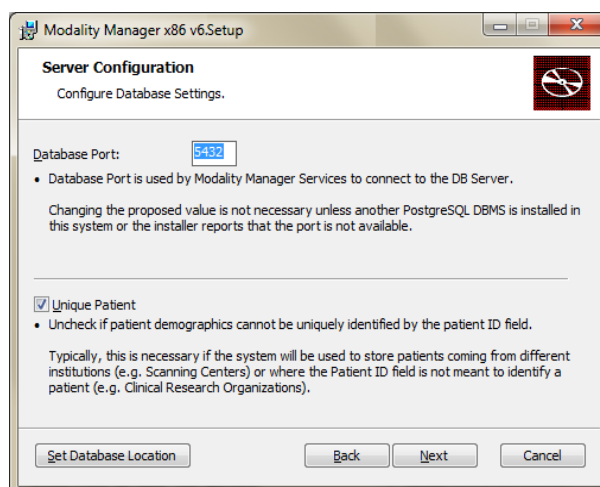 Modality Manager x86 v6.Setup
Server Configuration
Configure Database Settings.
Database Port:
5432
• Database Port is used by Modality Manager Services to connect to the DB Server.
Changing the proposed value is not necessary unless another PostgreSQL DBMS is installed in
this system or the installer reports that the port is not available.
Unique Patient
• Uncheck if patient demographics cannot be uniquely identified by the patient ID field.
Typically, this is necessary if the system will be used to store patients coming from different
institutions (e.g. Scanning Centers) or where the Patient ID field is not meant to identify a
patient (e.g. Clinical Research Organizations).
Set Database Location
Back
Next
Cancel